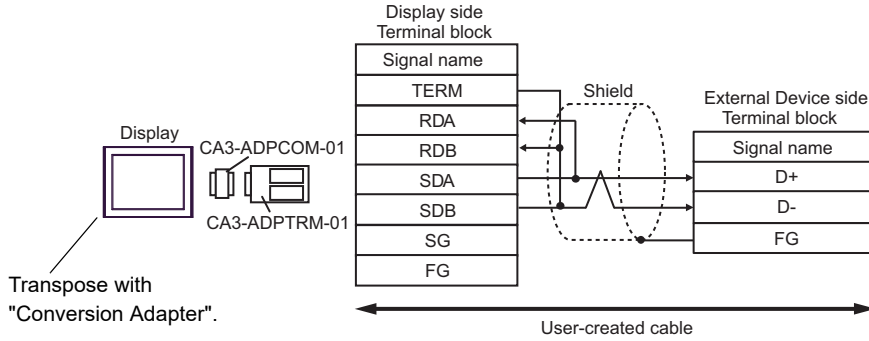 Display side
Terminal block
Signal name
TERM
RDA
RDB
SDA
SDB
SG
FG
Shield
External Device side
Terminal block
Signal name
D+
D-
FG
Display
CA3-ADPCOM-01
CA3-ADPTRM-01
Transpose with
"Conversion Adapter".
User-created cable